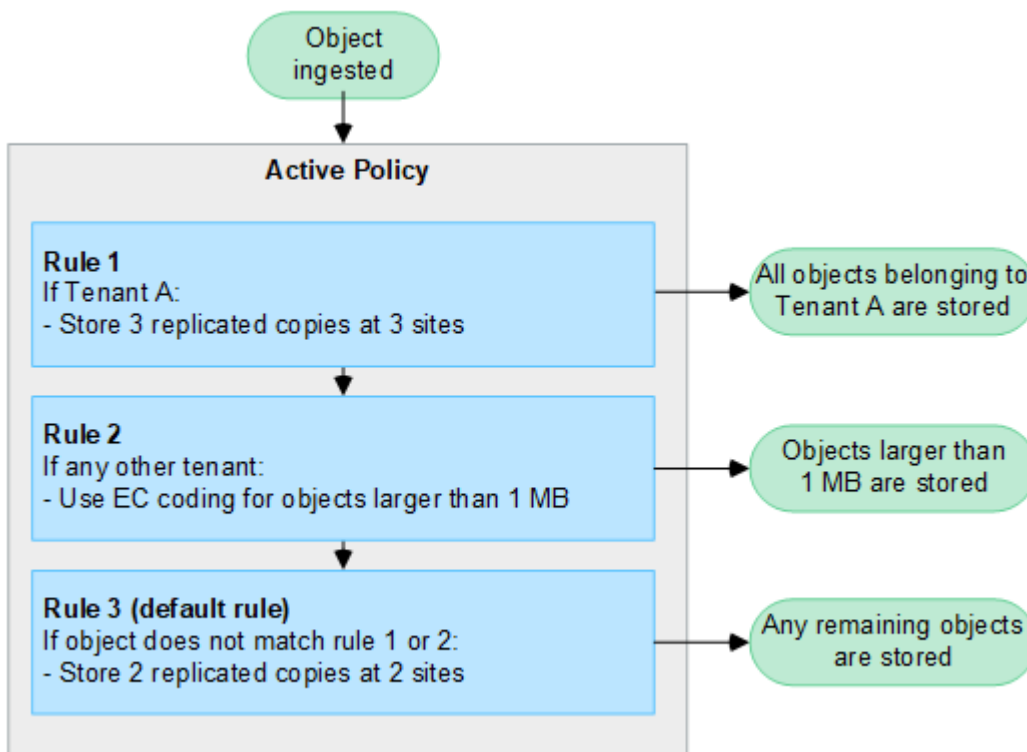 Object
ingested
Active Policy
Rule 1
If Tenant A:
- Store 3 replicated copies at 3 sites
All objects belonging to
Tenant A are stored
Rule 2
If any other tenant:
- Use EC coding for objects larger than 1 MB
Objects larger than
1 MB are stored
Rule 3 (default rule)
If object does not match rule 1 or 2:
- Store 2 replicated copies at 2 sites
Any remaining objects
are stored